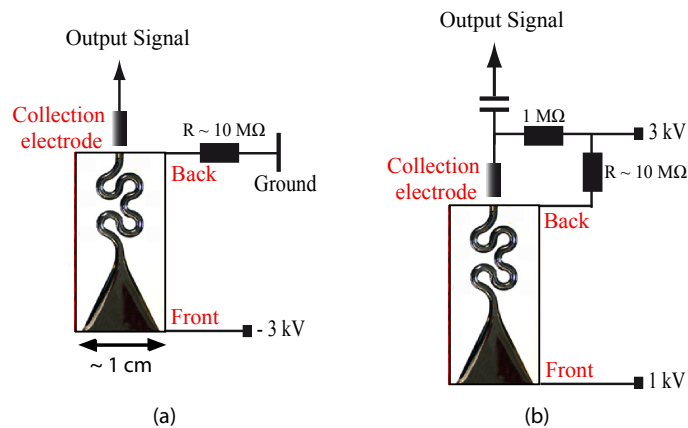 Output Signal
Collection
electrode
R ~ 10 MΩ
Back
Ground
Front
- 3 kV
~ 1 cm
(a)
Output Signal
1 MΩ
3 kV
Collection
electrode
R ~ 10 MΩ
Back
Front
1 kV
(b)